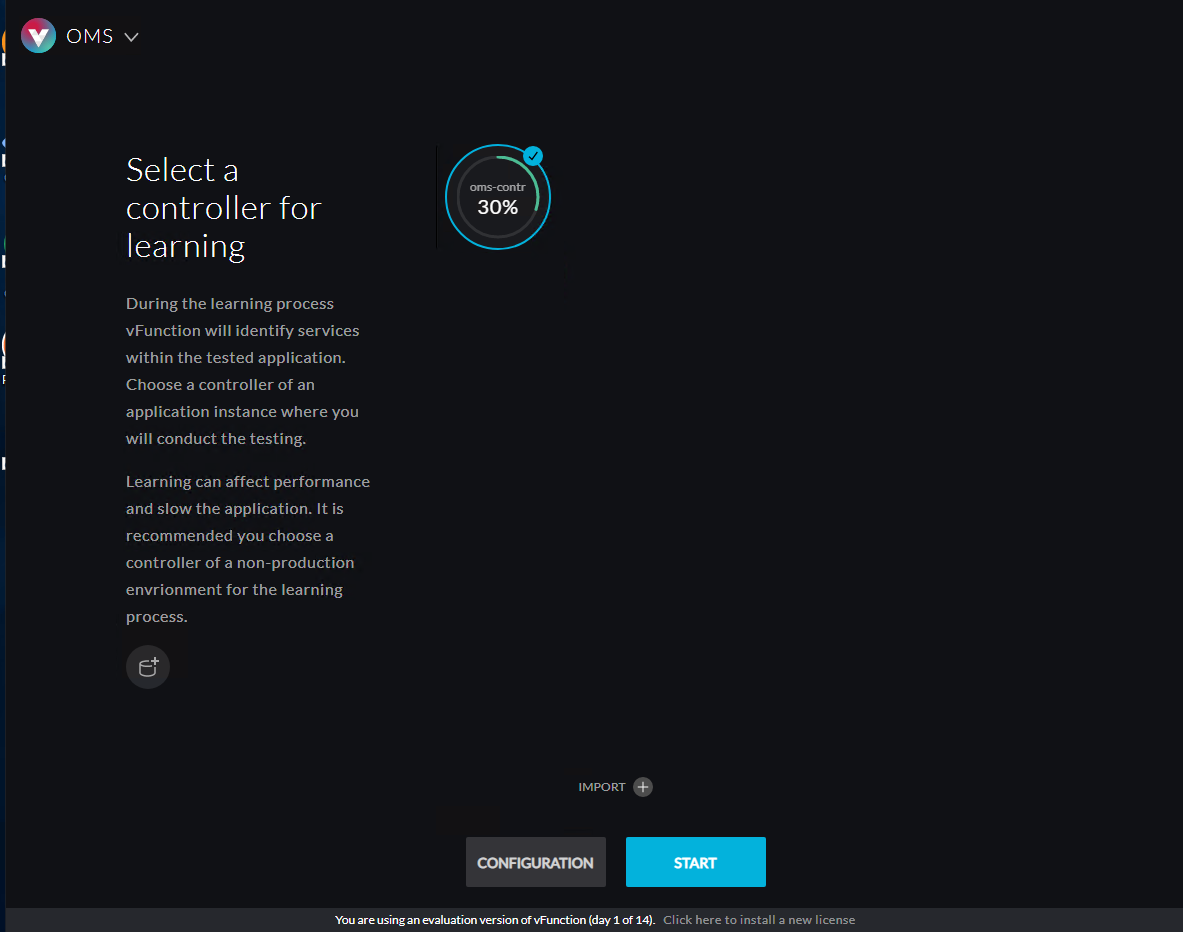 OMS
Select a
controller for
learning
oms-contr
30%
During the learning process
vFunction will identify services
within the tested application.
Choose a controller of an
application instance where you
will conduct the testing.
Learning can affect performance
and slow the application. It is
recommended you choose a
controller of a non-production
envrionment for the learning
process.
IMPORT
CONFIGURATION
START
You are using an evaluation version of vFunction (day 1 of 14). Click here to install a new license